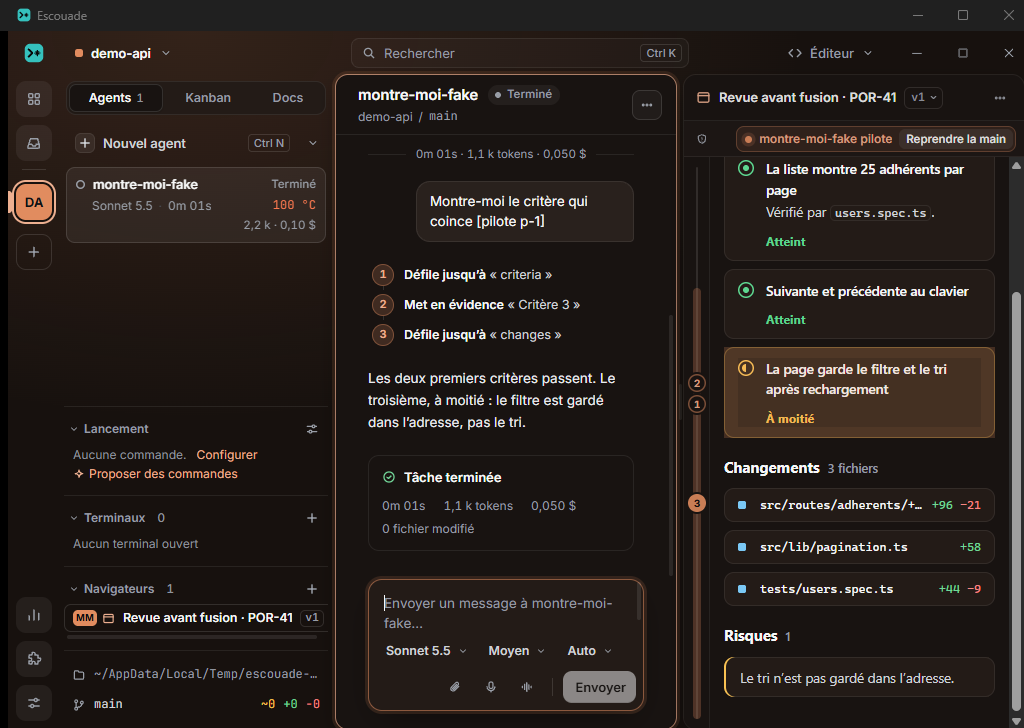 Escouade
demo-api
Rechercher
Ctrl K
Éditeur
Agents 1
Kanban
Docs
Nouvel agent
Ctrl N
DA
montre-moi-fake
Terminé
Sonnet 5.5 · 0m 01s
100 °C
2,2 k · 0,10 $
Lancement
Aucune commande. Configurer
Proposer des commandes
Terminaux 0
Aucun terminal ouvert
Navigateurs 1
MM
Revue avant fusion · POR-41
v1
~/AppData/Local/Temp/escouade-…
main
~0 +0 -0
montre-moi-fake
Terminé
demo-api / main
0m 01s · 1,1 k tokens · 0,050 $
Montre-moi le critère qui
coince [pilote p-1]
1 Défile jusqu’à « criteria »
2 Met en évidence « Critère 3 »
3 Défile jusqu’à « changes »
Les deux premiers critères passent. Le
troisième, à moitié : le filtre est gardé
dans l’adresse, pas le tri.
Tâche terminée
0m 01s 1,1 k tokens 0,050 $
0 fichier modifié
Envoyer un message à montre-moi-
fake…
Sonnet 5.5
Moyen
Auto
Envoyer
Revue avant fusion · POR-41
v1
montre-moi-fake pilote
Reprendre la main
La liste montre 25 adhérents par
page
Vérifié par users.spec.ts .
Atteint
Suivante et précédente au clavier
Atteint
2
1
La page garde le filtre et le tri
après rechargement
À moitié
Changements 3 fichiers
3
src/routes/adherents/+… +96 −21
src/lib/pagination.ts +58
tests/users.spec.ts +44 −9
Risques 1
Le tri n’est pas gardé dans l’adresse.